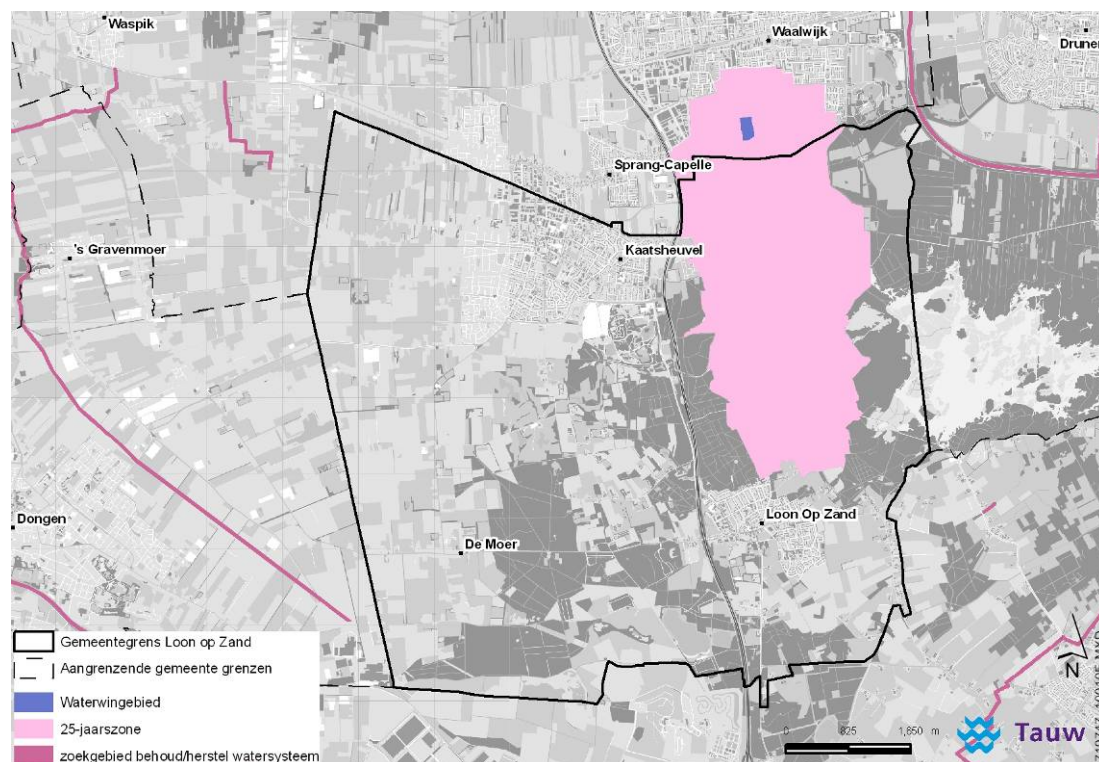 Waspik
Waalwijk
Drunen
Sprang-Capelle
's Gravenmoer
Kaatsheuvel
Dongen
De Moer
Loon Op Zand
Gemeentegrens Loon op Zand
Aangrenzende gemeente grenzen
Waterwingebied
25-jaarszone
zoekgebied behoud/herstel watersysteem
N
0 825 1,650 m
Tauw